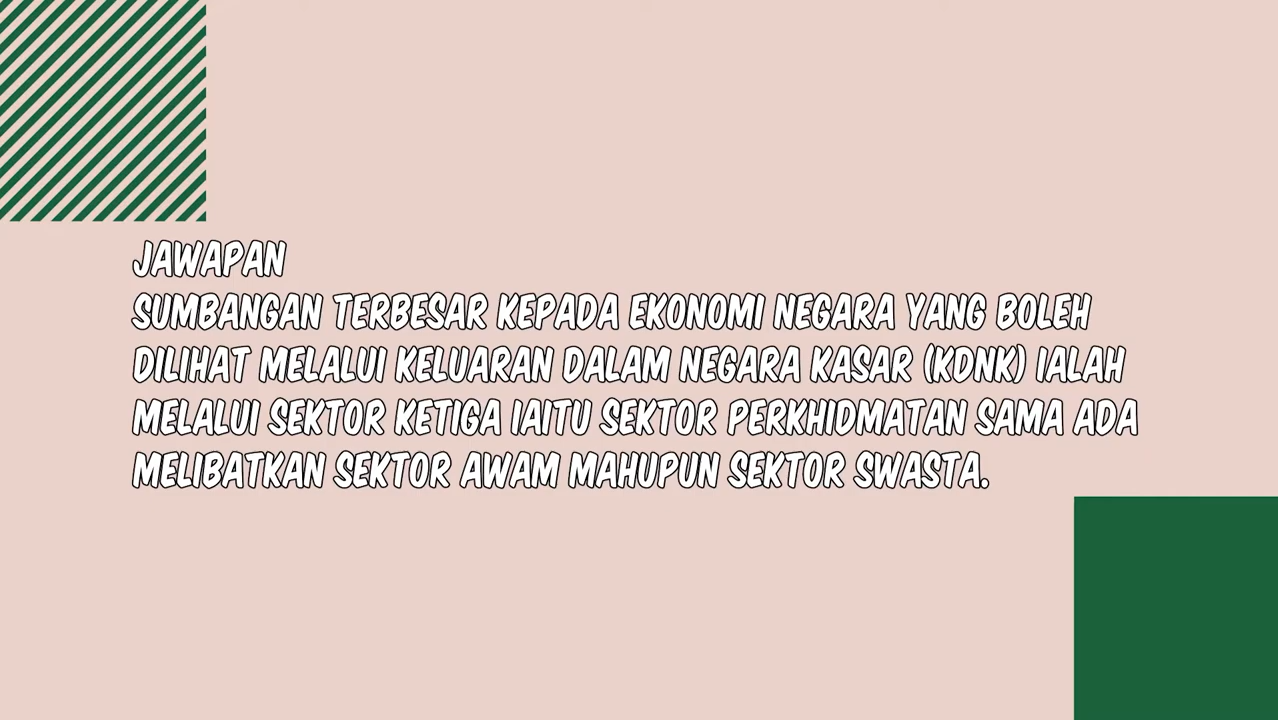 JAWAPAN
SUMBANGAN TERBESAR KEPADA EKONOMI NEGARA YANG BOLEH
DILIHAT MELALUI KELUARAN DALAM NEGARA KASAR (KDNK) IALAH
MELALUI SEKTOR KETIGA IAITU SEKTOR PERKHIDMATAN SAMA ADA
MELIBATKAN SEKTOR AWAM MAHUPUN SEKTOR SWASTA.